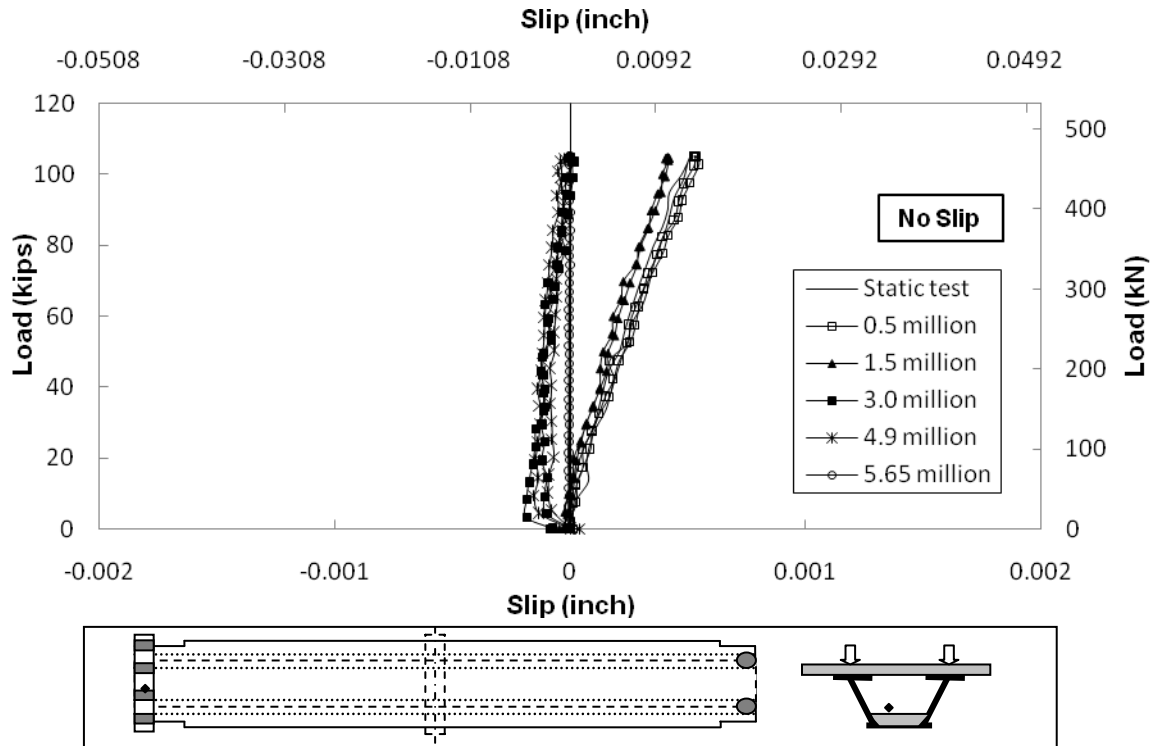 Slip (inch)
-0.0508 -0.0308 -0.0108 0.0092 0.0292 0.0492
120
100
80
60
40
20
0
Load (kips)
500
400
300
200
100
0
Load (kN)
No Slip
Static test
0.5 million
1.5 million
3.0 million
4.9 million
5.65 million
-0.002 -0.001 0 0.001 0.002
Slip (inch)